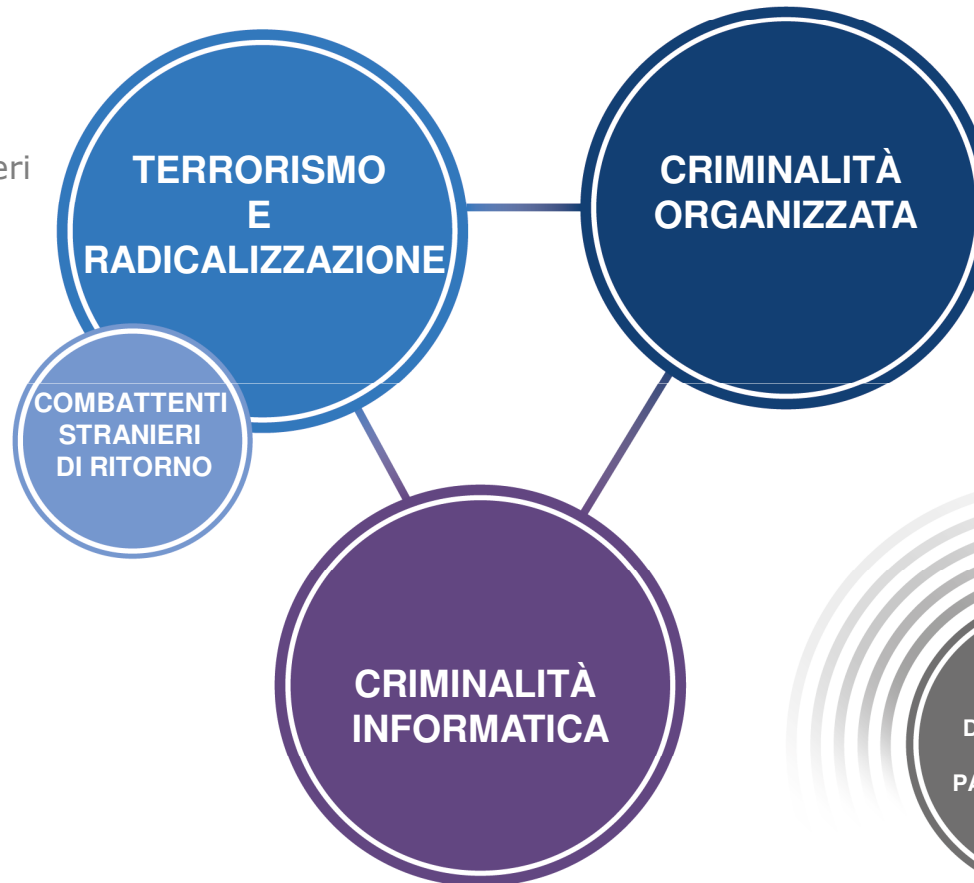 TERRORISMO
E
RADICALIZZAZIONE
CRIMINALITÀ
ORGANIZZATA
COMBATTENTI
STRANIERI
DI RITORNO
CRIMINALITÀ
INFORMATICA